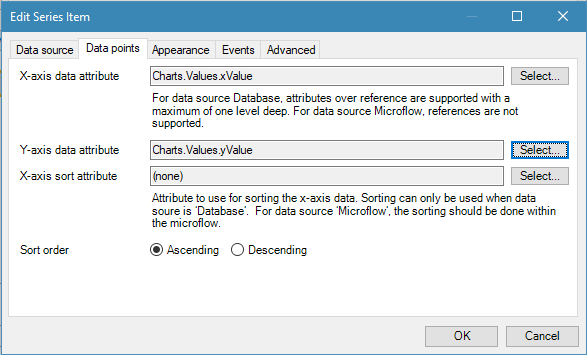 Edit Series Item
Data source Data points Appearance Events Advanced
X-axis data attribute Charts.Values.xValue Select...
For data source Database, attributes over reference are supported with a
maximum of one level deep. For data source Microflow, references are not
supported.
Y-axis data attribute Charts.Values.yValue Select...
X-axis sort attribute (none) Select...
Attribute to use for sorting the x-axis data. Sorting can only be used when data
soure is 'Database'.  For data source 'Microflow', the sorting should be done within
the microflow.
Sort order Ascending Descending
OK Cancel